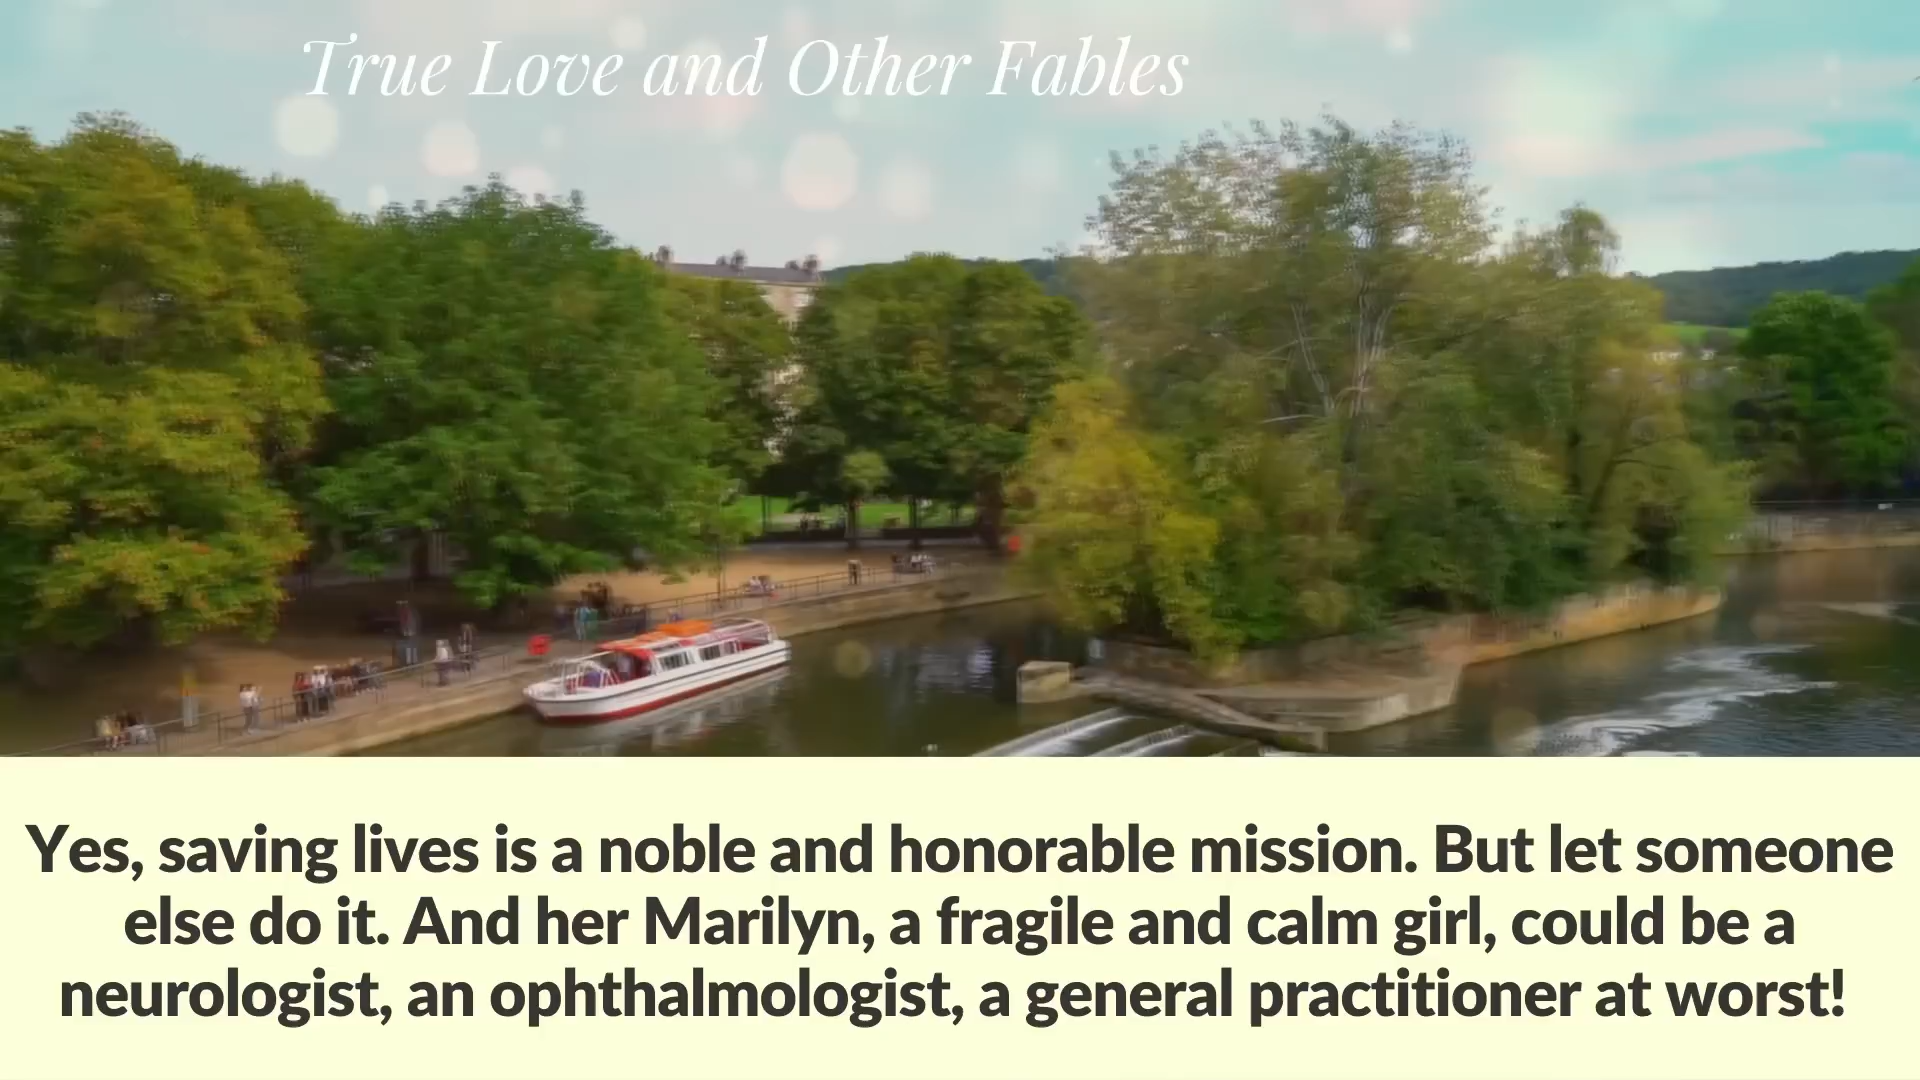 True Love and Other Fables
Yes, saving lives is a noble and honorable mission. But let someone
else do it. And her Marilyn, a fragile and calm girl, could be a
neurologist, an ophthalmologist, a general practitioner at worst!